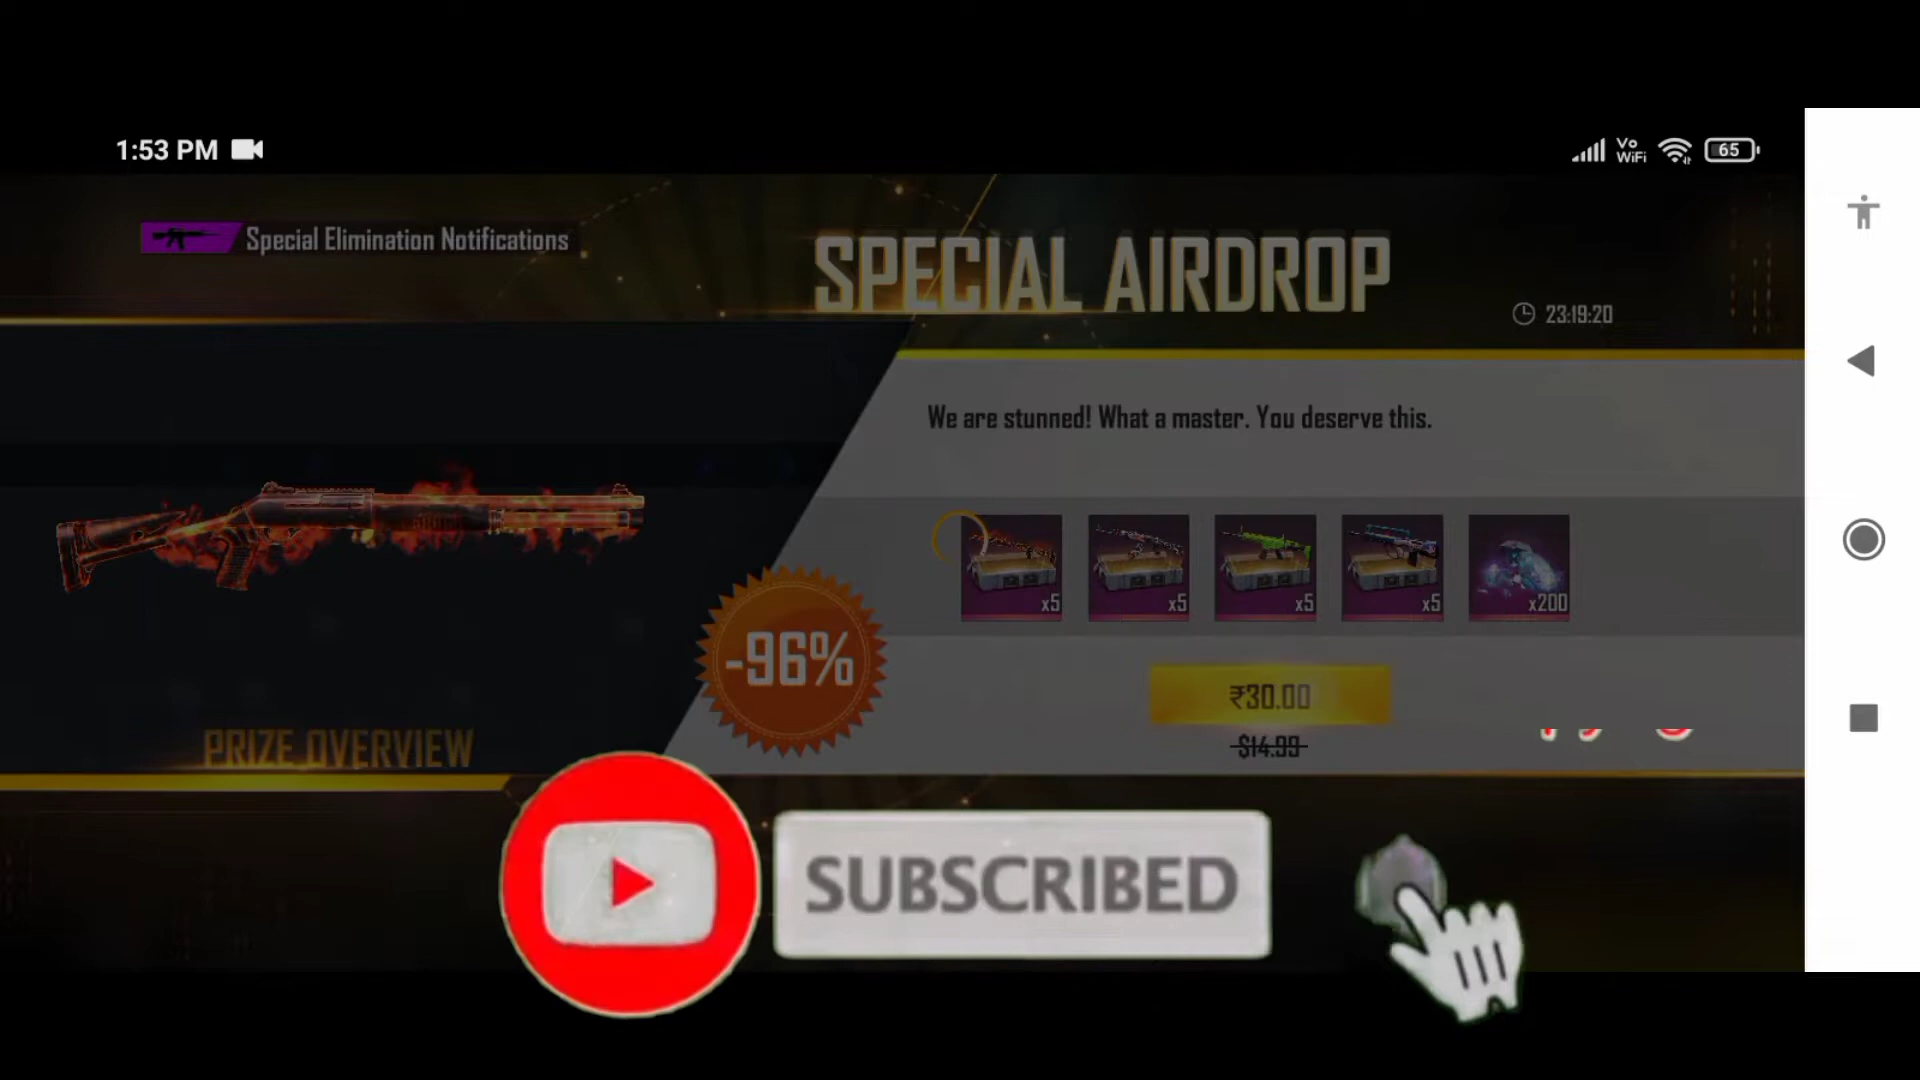 1:53 PM
Vo
WiFi
65
Special Elimination Notifications
SPECIAL AIRDROP
23:19:20
We are stunned! What a master. You deserve this.
x5
x5
x5
x5
x200
-96%
₹30.00
$14.99
PRIZE OVERVIEW
SUBSCRIBED